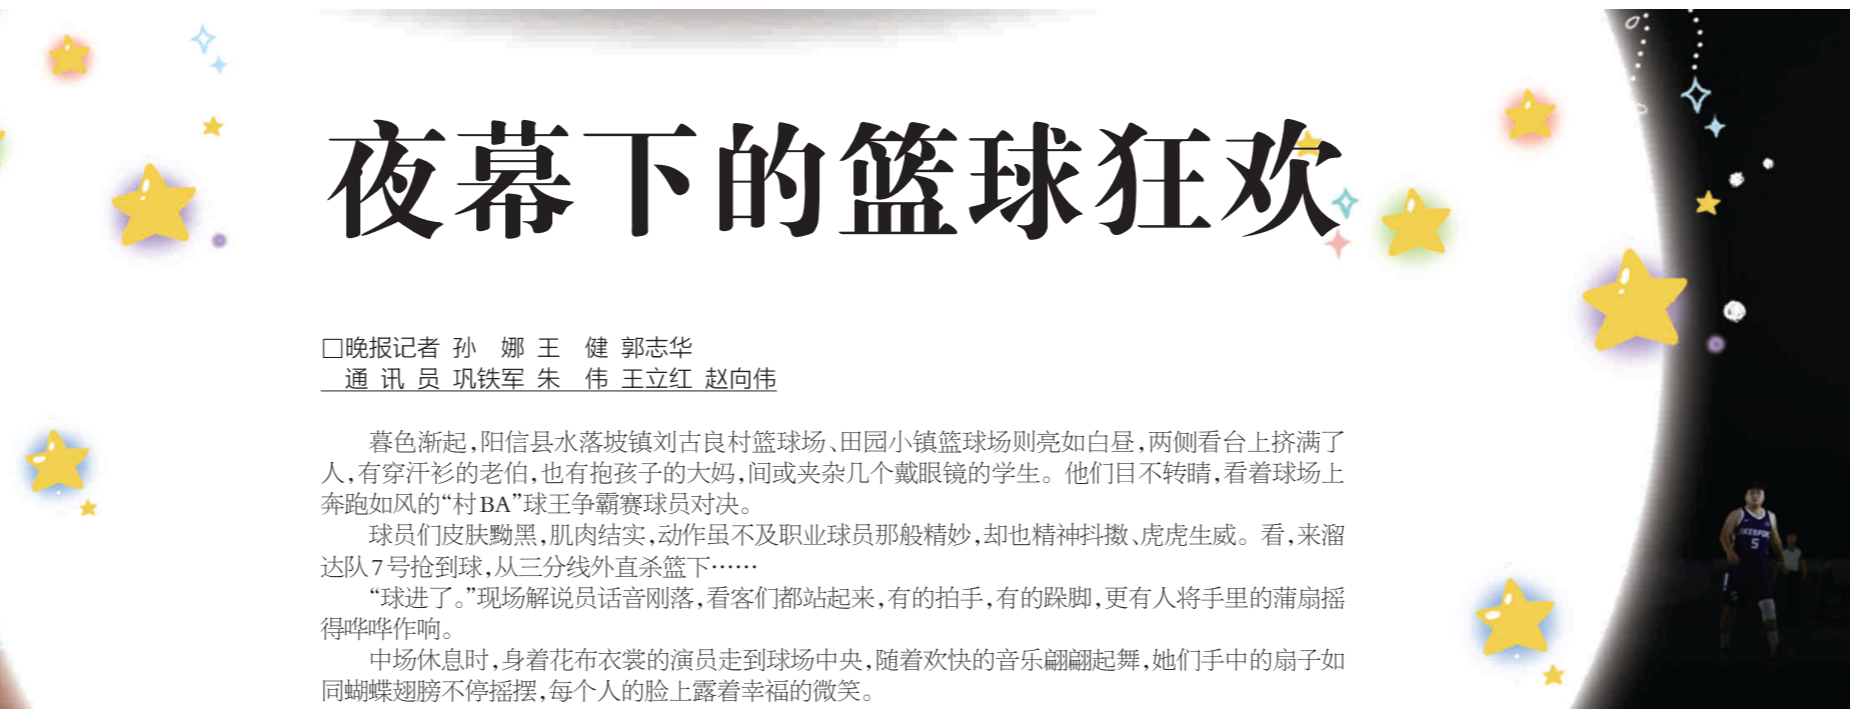 夜幕下的篮球狂欢
□晚报记者 孙 娜 王 健 郭志华
通 讯 员 巩铁军 朱 伟 王立红 赵向伟
暮色渐起，阳信县水落坡镇刘古良村篮球场、田园小镇篮球场则亮如白昼，两侧看台上挤满了
人，有穿汗衫的老伯，也有抱孩子的大妈，间或夹杂几个戴眼镜的学生。他们目不转睛，看着球场上
奔跑如风的“村BA”球王争霸赛球员对决。
球员们皮肤黝黑，肌肉结实，动作虽不及职业球员那般精妙，却也精神抖擞、虎虎生威。看，来溜
达队7号抢到球，从三分线外直杀篮下……
“球进了。”现场解说员话音刚落，看客们都站起来，有的拍手，有的跺脚，更有人将手里的蒲扇摇
得哗哗作响。
中场休息时，身着花布衣裳的演员走到球场中央，随着欢快的音乐翩翩起舞，她们手中的扇子如
同蝴蝶翅膀不停摇摆，每个人的脸上露着幸福的微笑。
5